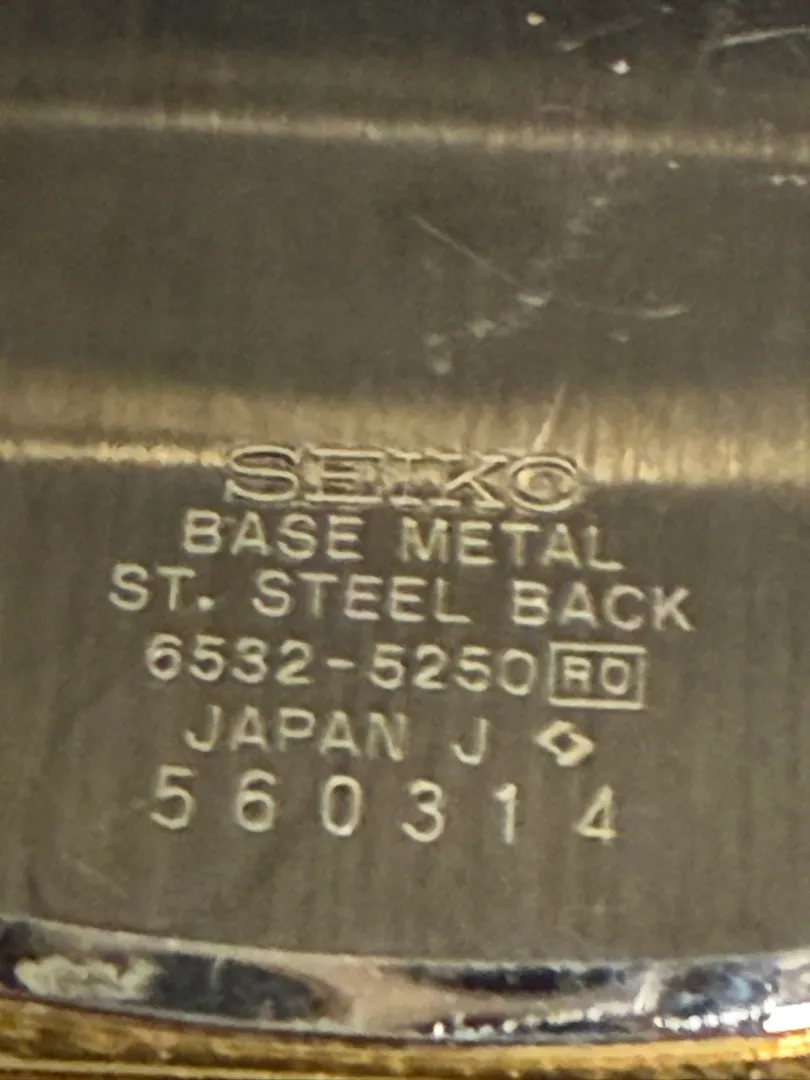 SEIKO
BASE METAL
ST. STEEL BACK
6532-5250 RO
JAPAN J
560314